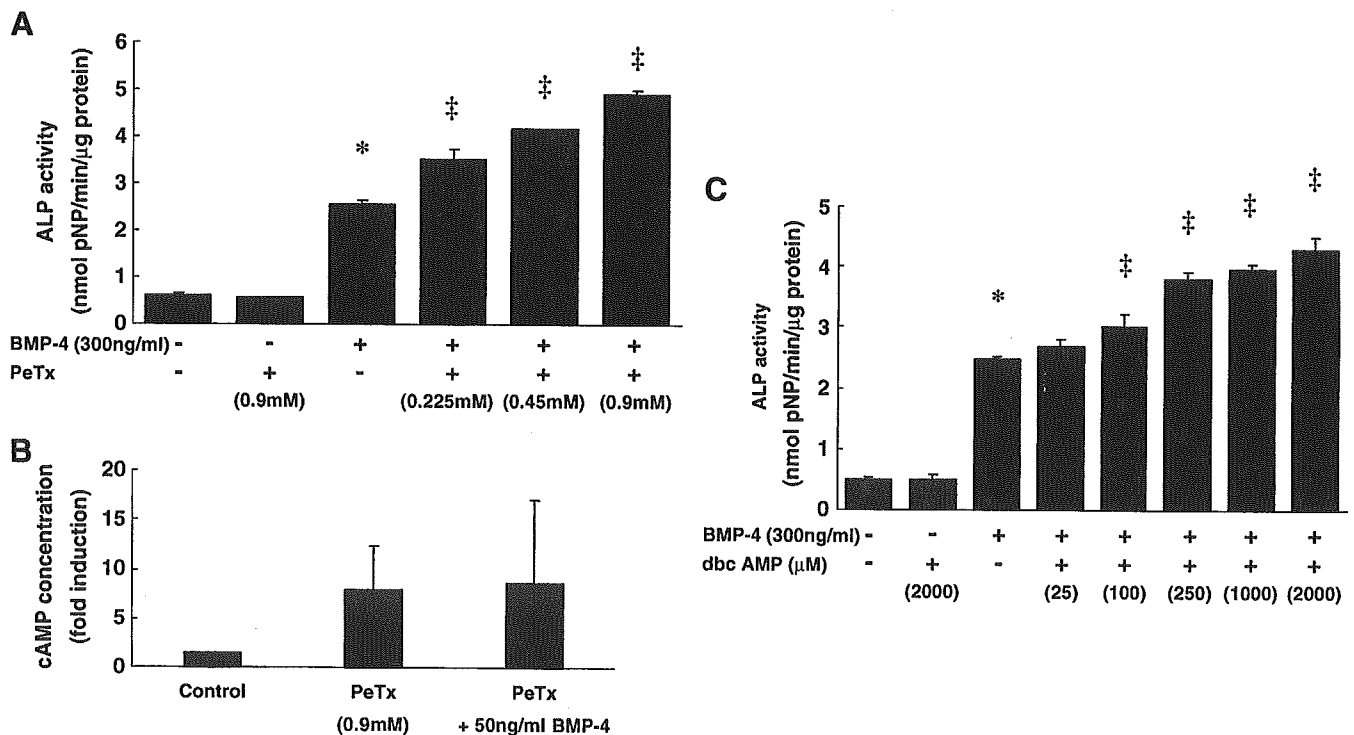 A
ALP activity
(nmol pNP/min/μg protein)
6
5
4
3
2
1
0
* ‡ ‡ ‡
BMP-4 (300ng/ml) - - + + + +
PeTx - + - + + +
(0.9mM) (0.225mM) (0.45mM) (0.9mM)
B
cAMP concentration
(fold induction)
20
15
10
5
0
Control PeTx PeTx
(0.9mM) + 50ng/ml BMP-4
C
ALP activity
(nmol pNP/min/μg protein)
5
4
3
2
1
0
* ‡ ‡ ‡ ‡
BMP-4 (300ng/ml) - - + + + + + +
dbc AMP (μM) - + - + + + + +
(2000) (25) (100) (250) (1000) (2000)